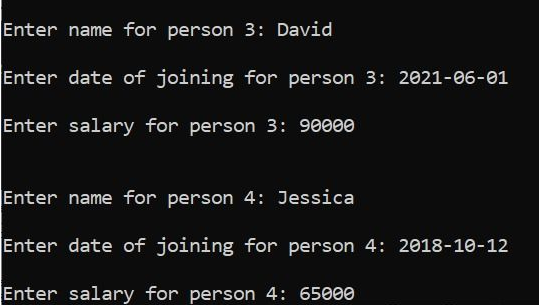 Enter name for person 3: David
Enter date of joining for person 3: 2021-06-01
Enter salary for person 3: 90000
Enter name for person 4: Jessica
Enter date of joining for person 4: 2018-10-12
Enter salary for person 4: 65000